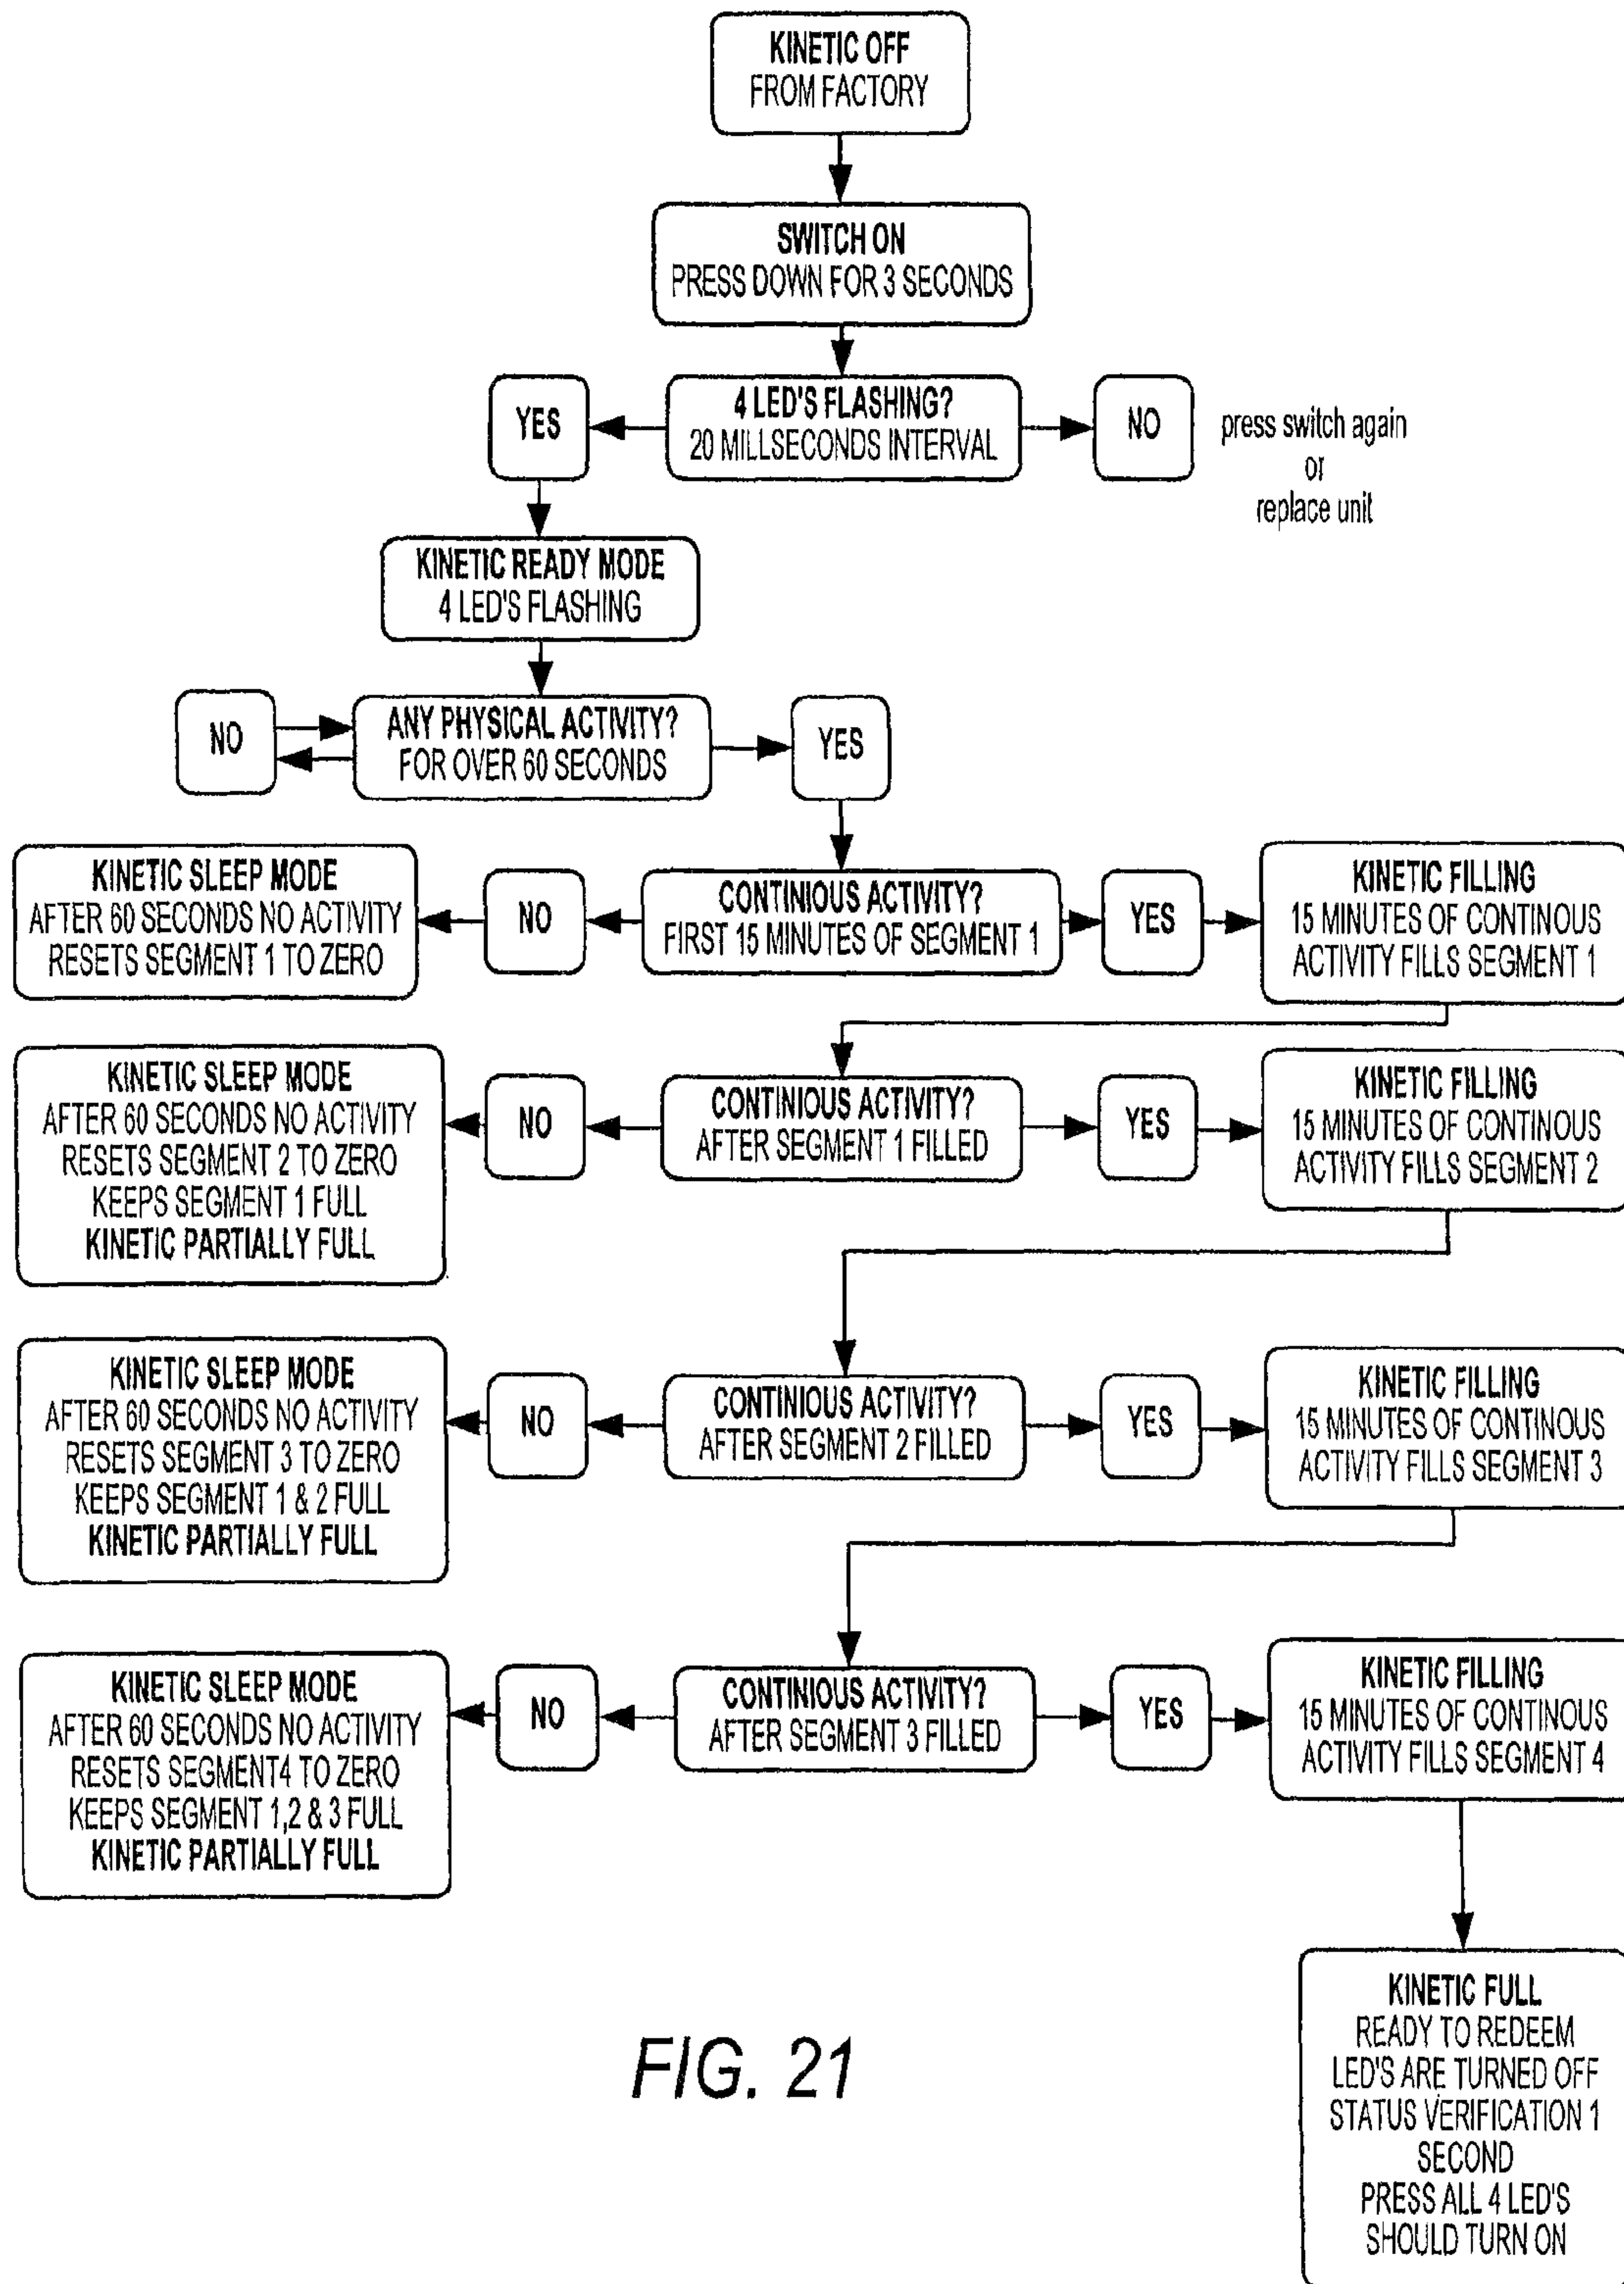 KINETIC OFF
FROM FACTORY
SWITCH ON
PRESS DOWN FOR 3 SECONDS
YES
4 LED'S FLASHING?
20 MILLSECONDS INTERVAL
NO
press switch again
or
replace unit
KINETIC READY MODE
4 LED'S FLASHING
NO
ANY PHYSICAL ACTIVITY?
FOR OVER 60 SECONDS
YES
KINETIC SLEEP MODE
AFTER 60 SECONDS NO ACTIVITY
RESETS SEGMENT 1 TO ZERO
NO
CONTINIOUS ACTIVITY?
FIRST 15 MINUTES OF SEGMENT 1
YES
KINETIC FILLING
15 MINUTES OF CONTINOUS
ACTIVITY FILLS SEGMENT 1
KINETIC SLEEP MODE
AFTER 60 SECONDS NO ACTIVITY
RESETS SEGMENT 2 TO ZERO
KEEPS SEGMENT 1 FULL
KINETIC PARTIALLY FULL
NO
CONTINIOUS ACTIVITY?
AFTER SEGMENT 1 FILLED
YES
KINETIC FILLING
15 MINUTES OF CONTINOUS
ACTIVITY FILLS SEGMENT 2
KINETIC SLEEP MODE
AFTER 60 SECONDS NO ACTIVITY
RESETS SEGMENT 3 TO ZERO
KEEPS SEGMENT 1 & 2 FULL
KINETIC PARTIALLY FULL
NO
CONTINIOUS ACTIVITY?
AFTER SEGMENT 2 FILLED
YES
KINETIC FILLING
15 MINUTES OF CONTINOUS
ACTIVITY FILLS SEGMENT 3
KINETIC SLEEP MODE
AFTER 60 SECONDS NO ACTIVITY
RESETS SEGMENT4 TO ZERO
KEEPS SEGMENT 1,2 & 3 FULL
KINETIC PARTIALLY FULL
NO
CONTINIOUS ACTIVITY?
AFTER SEGMENT 3 FILLED
YES
KINETIC FILLING
15 MINUTES OF CONTINOUS
ACTIVITY FILLS SEGMENT 4
KINETIC FULL
READY TO REDEEM
LED'S ARE TURNED OFF
STATUS VERIFICATION 1
SECOND
PRESS ALL 4 LED'S
SHOULD TURN ON
FIG. 21